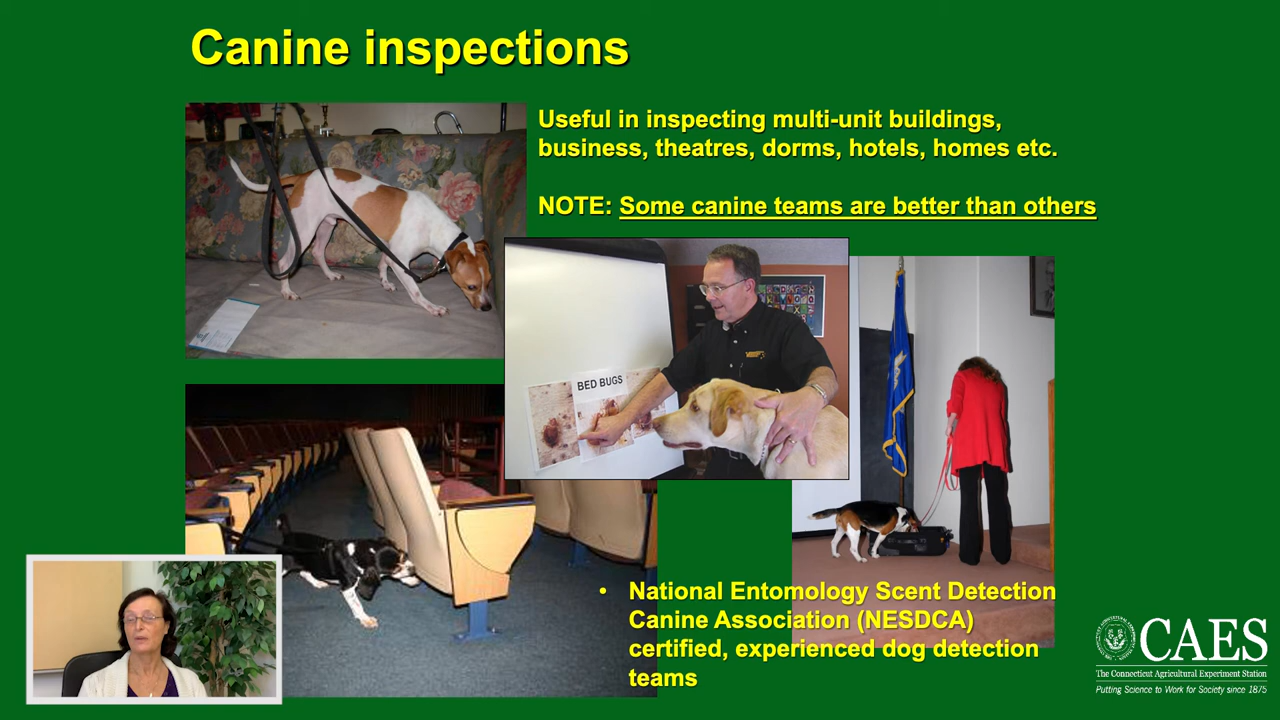 Canine inspections
Useful in inspecting multi-unit buildings,
business, theatres, dorms, hotels, homes etc.
NOTE: Some canine teams are better than others
BED BUGS
• National Entomology Scent Detection
Canine Association (NESDCA)
certified, experienced dog detection
teams
CAES
The Connecticut Agricultural Experiment Station
Putting Science to Work for Society since 1875